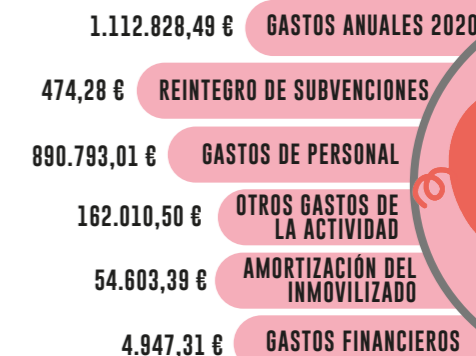 1.112.828,49 € GASTOS ANUALES 2020
474,28 € REINTEGRO DE SUBVENCIONES
890.793,01 € GASTOS DE PERSONAL
162.010,50 € OTROS GASTOS DE
LA ACTIVIDAD
54.603,39 € AMORTIZACIÓN DEL
INMOVILIZADO
4.947,31 € GASTOS FINANCIEROS